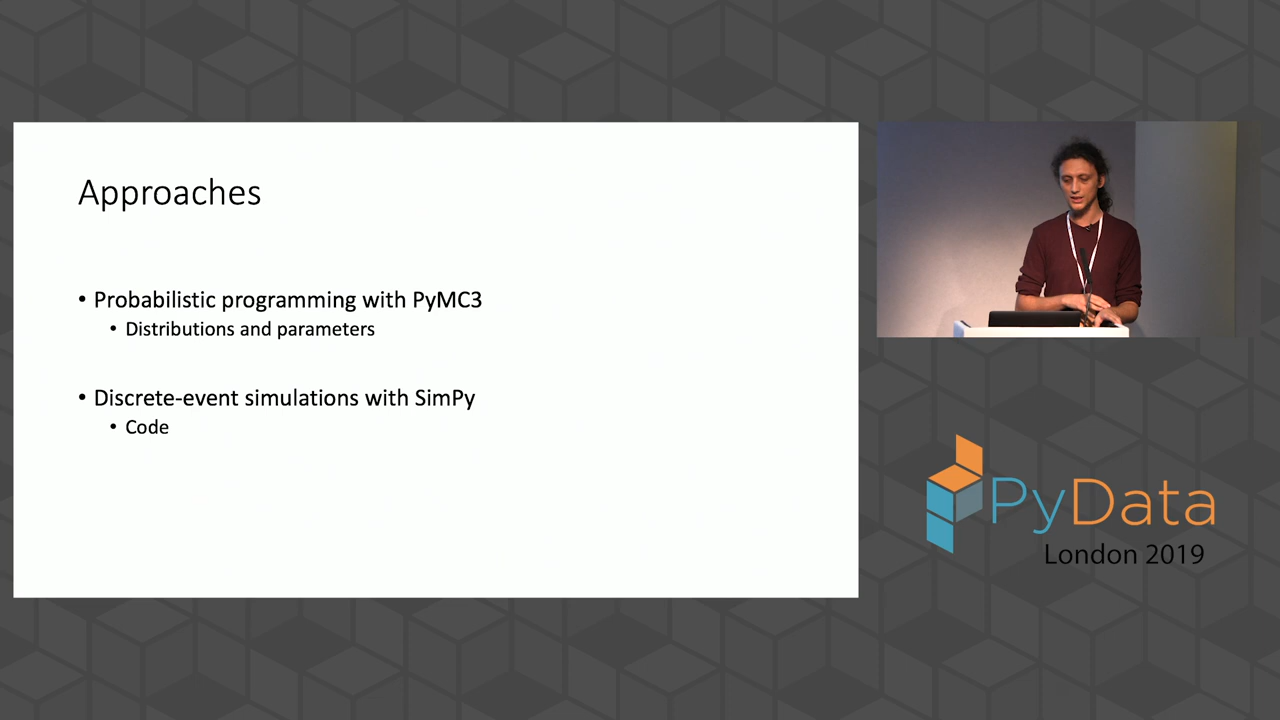 Approaches
• Probabilistic programming with PyMC3
• Distributions and parameters
• Discrete-event simulations with SimPy
• Code
PyData
London 2019